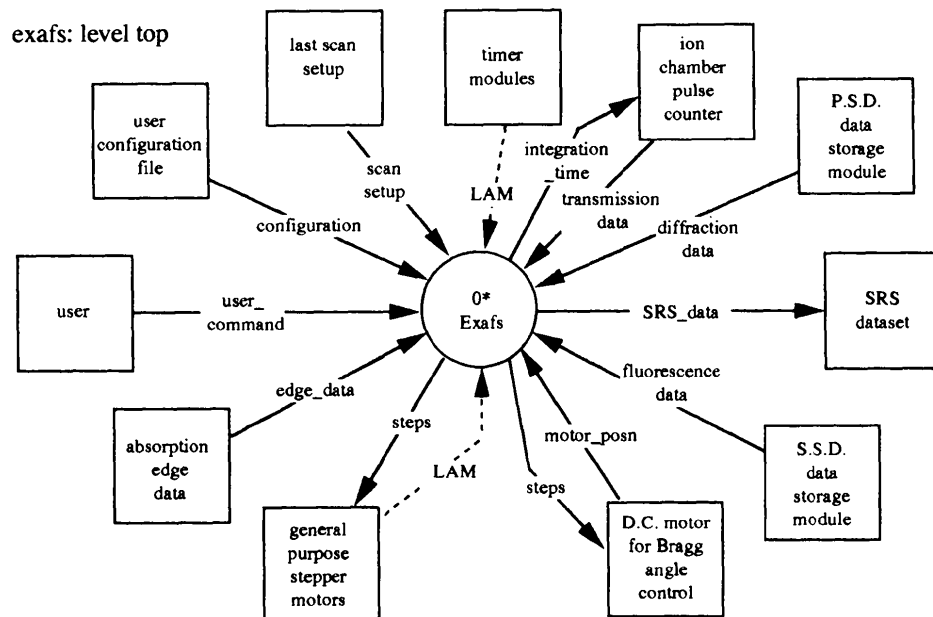 exafs: level top
last scan
setup
timer
modules
ion
chamber
pulse
counter
P.S.D.
data
storage
module
user
configuration
file
scan
setup
LAM
integration
_time
transmission
data
diffraction
data
configuration
user
user_
command
0*
Exafs
SRS_data
SRS
dataset
edge_data
fluorescence
data
absorption
edge
data
steps
LAM
motor_posn
steps
S.S.D.
data
storage
module
general
purpose
stepper
motors
D.C. motor
for Bragg
angle
control